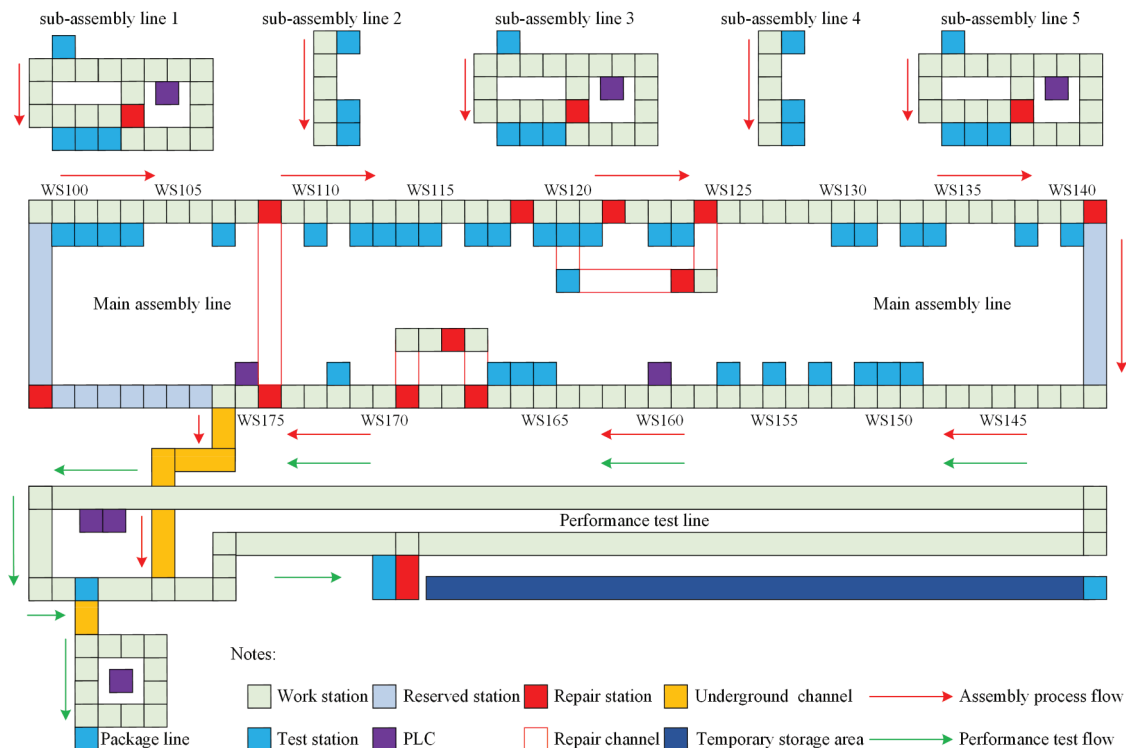 sub-assembly line 1 sub-assembly line 2 sub-assembly line 3 sub-assembly line 4 sub-assembly line 5
WS100 WS105 WS110 WS115 WS120 WS125 WS130 WS135 WS140
Main assembly line Main assembly line
WS175 WS170 WS165 WS160 WS155 WS150 WS145
Performance test line
Notes:
Work station Reserved station Repair station Underground channel Assembly process flow
Package line Test station PLC Repair channel Temporary storage area Performance test flow